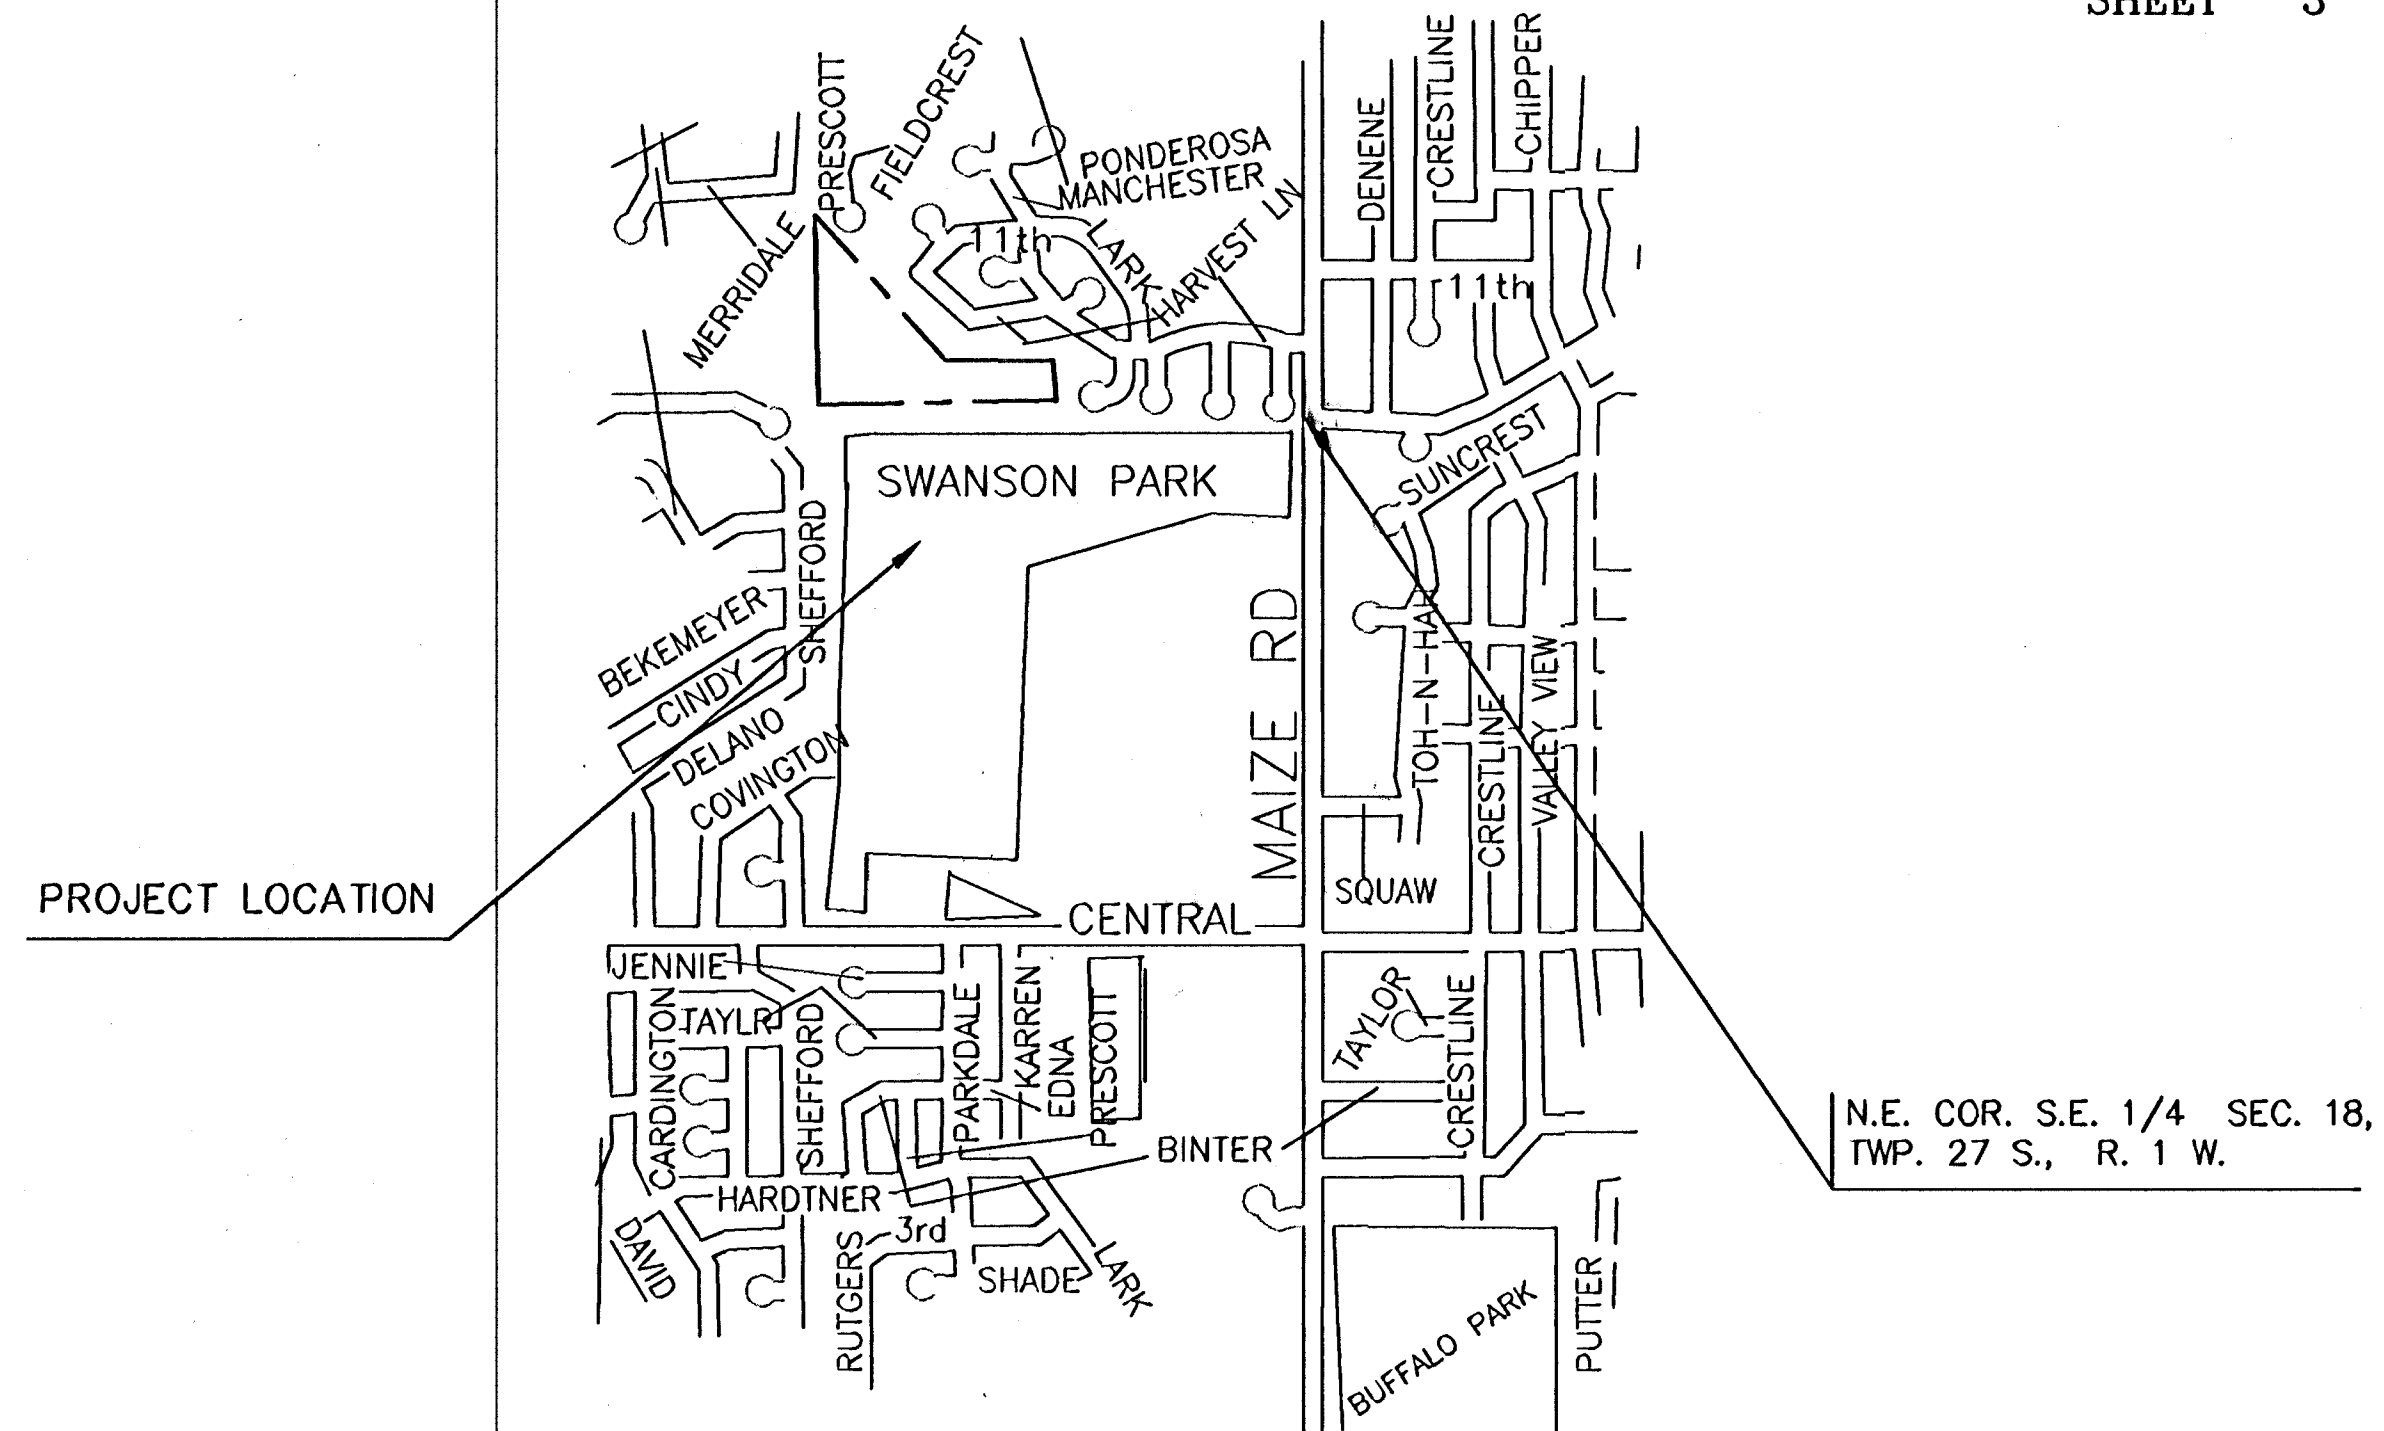 SHEET 3
PRESCOTT
FIELDCREST
MERRIDALE
PONDEROSA
MANCHESTER
11th
LARK
HARVEST LN
DENENE
CRESTLINE
CHIPPER
11th
SWANSON PARK
SUNCREST
SHEFFORD
BEKEMEYER
CINDY
DELANO
COVINGTON
MAIZE RD
CRESTLINE
VALLEY VIEW
SQUAW
PROJECT LOCATION
CENTRAL
JENNIE
CARDINGTON
TAYLR
SHEFFORD
PARKDALE
KARREN
EDNA
PRESCOTT
TAYLOR
CRESTLINE
BINTER
N.E. COR. S.E. 1/4 SEC. 18,
TWP. 27 S., R. 1 W.
HARDTNER
3rd
DAVID
RUTGERS
SHADE
LARK
BUFFALO PARK
PUTTER